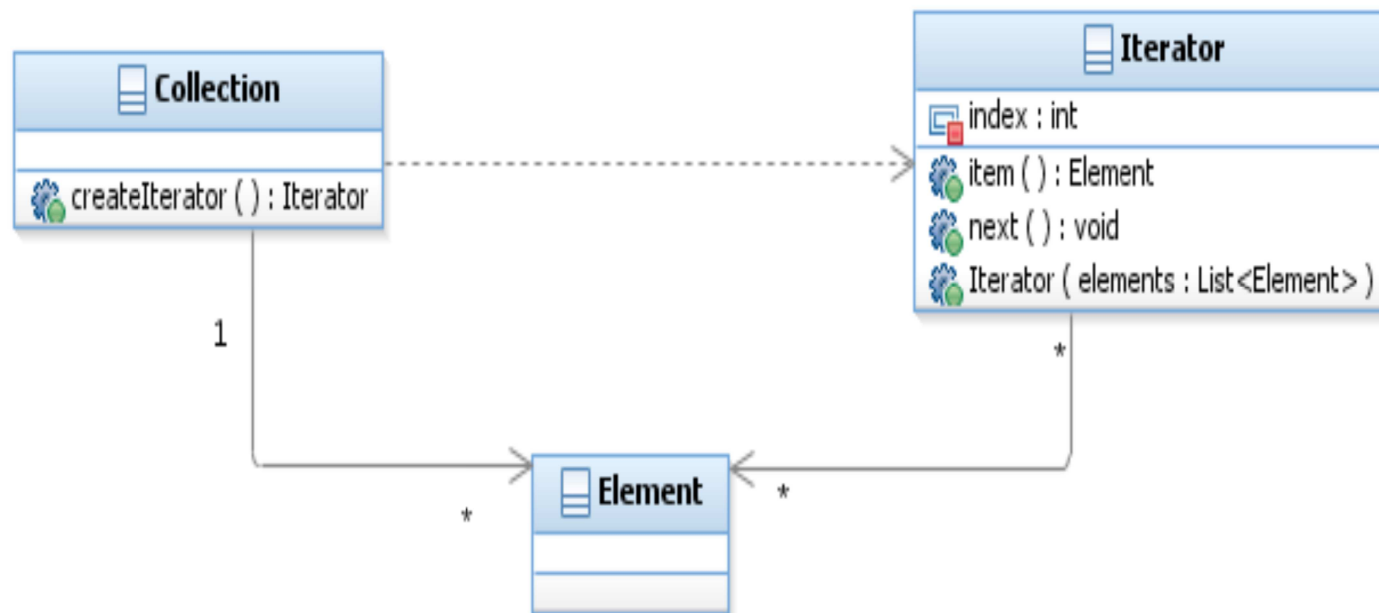 Collection
createIterator ( ) : Iterator
Iterator
index : int
item ( ) : Element
next ( ) : void
Iterator ( elements : List<Element> )
1
*
*
*
Element